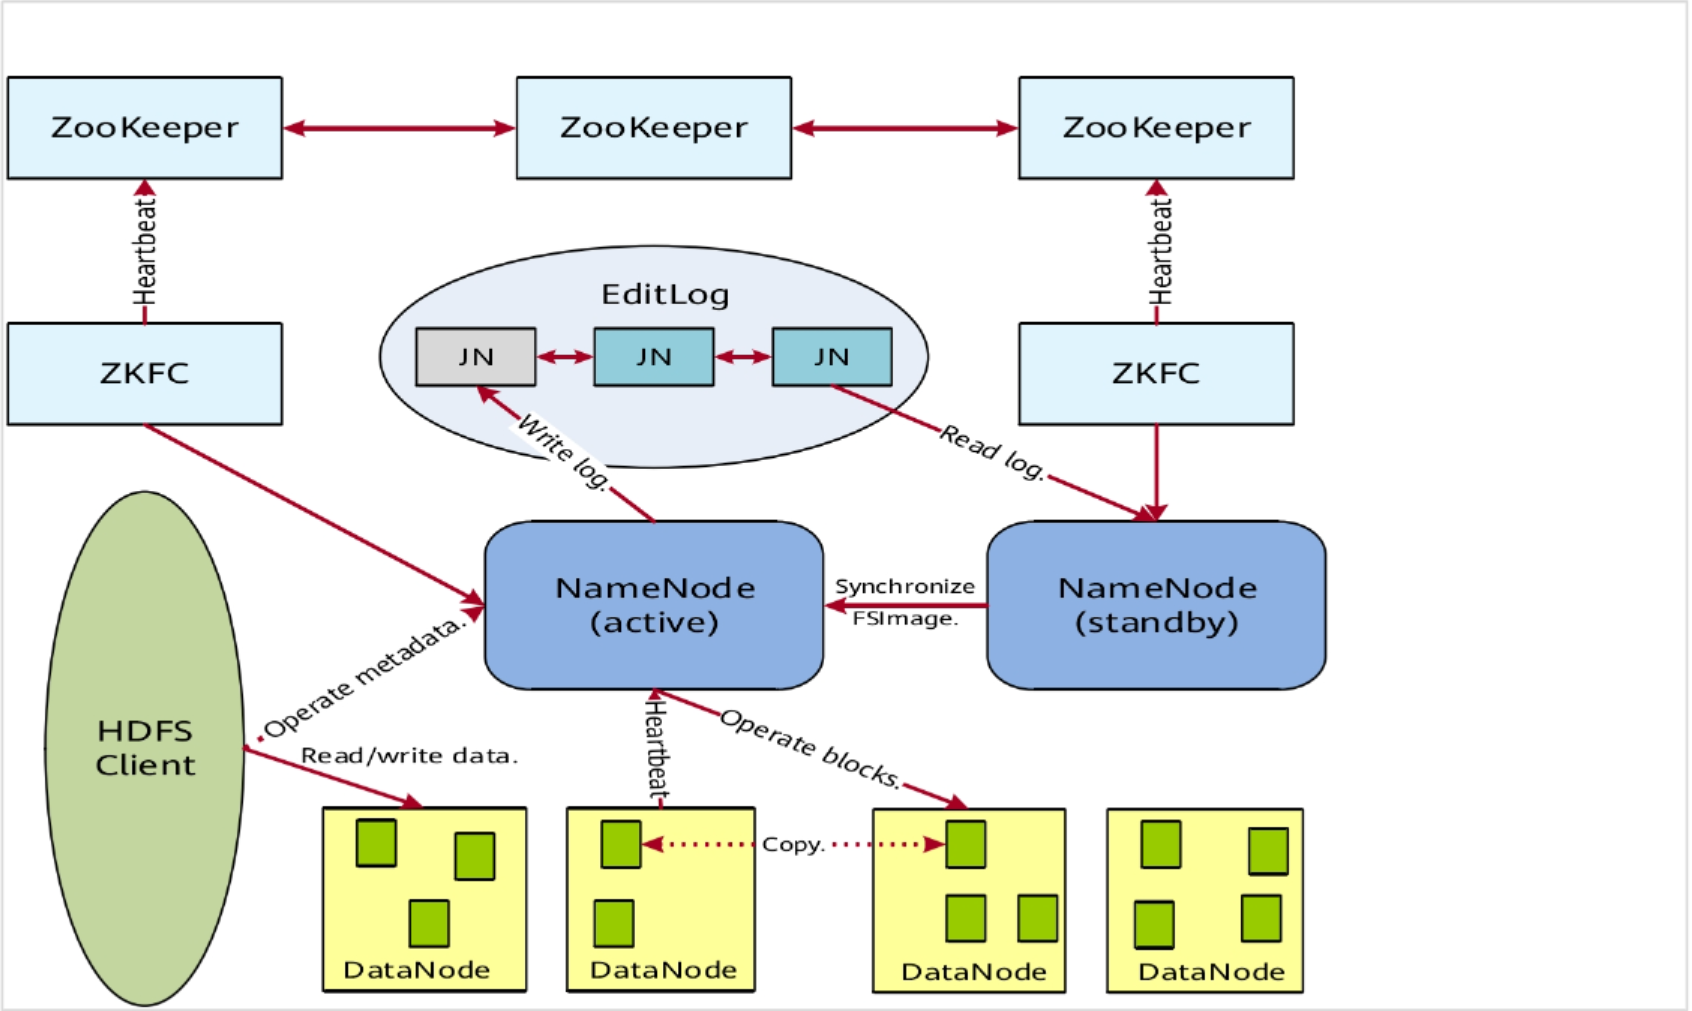 ZooKeeper
ZooKeeper
ZooKeeper
Heartbeat
Heartbeat
EditLog
JN
JN
JN
ZKFC
ZKFC
Write log.
Read log.
NameNode
(active)
Synchronize
FSImage.
NameNode
(standby)
Operate metadata.
HDFS
Client
Read/write data.
Heartbeat
Operate blocks.
Copy.
DataNode
DataNode
DataNode
DataNode